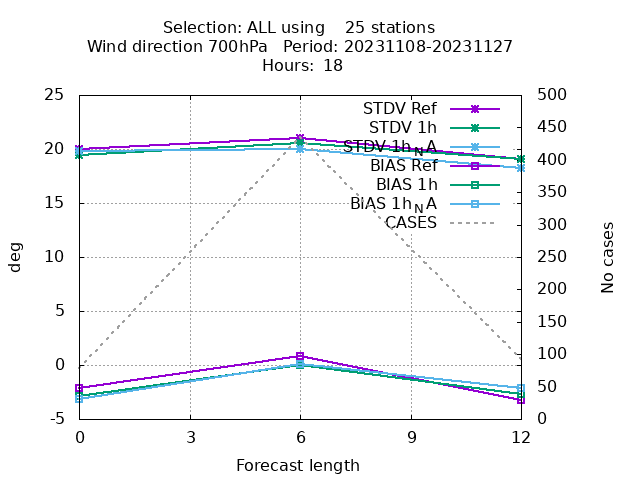 Selection: ALL using    25 stations
Wind direction 700hPa   Period: 20231108-20231127
Hours: 18
STDV Ref
STDV 1h
STDV 1h_NA
BIAS Ref
BIAS 1h
BIAS 1h_NA
CASES
deg
25
20
15
10
5
0
-5
No cases
500
450
400
350
300
250
200
150
100
50
0
0 3 6 9 12
Forecast length